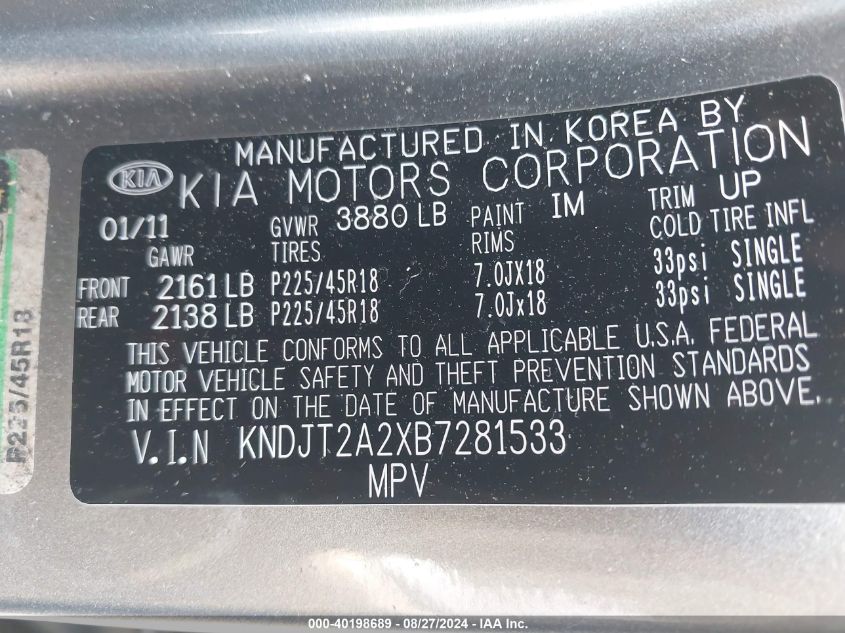 MANUFACTURED IN KOREA BY
KIA KIA MOTORS CORPORATION
01/11 GVWR 3880 LB PAINT IM TRIM UP
GAWR TIRES RIMS COLD TIRE INFL
FRONT 2161 LB P225/45R18 7.0JX18 33psi SINGLE
REAR 2138 LB P225/45R18 7.0Jx18 33psi SINGLE
THIS VEHICLE CONFORMS TO ALL APPLICABLE U.S.A. FEDERAL
MOTOR VEHICLE SAFETY AND THEFT PREVENTION STANDARDS
IN EFFECT ON THE DATE OF MANUFACTURE SHOWN ABOVE.
V.I.N KNDJT2A2XB7281533
MPV
P225/45R18
000-40198689 - 08/27/2024 - IAA Inc.